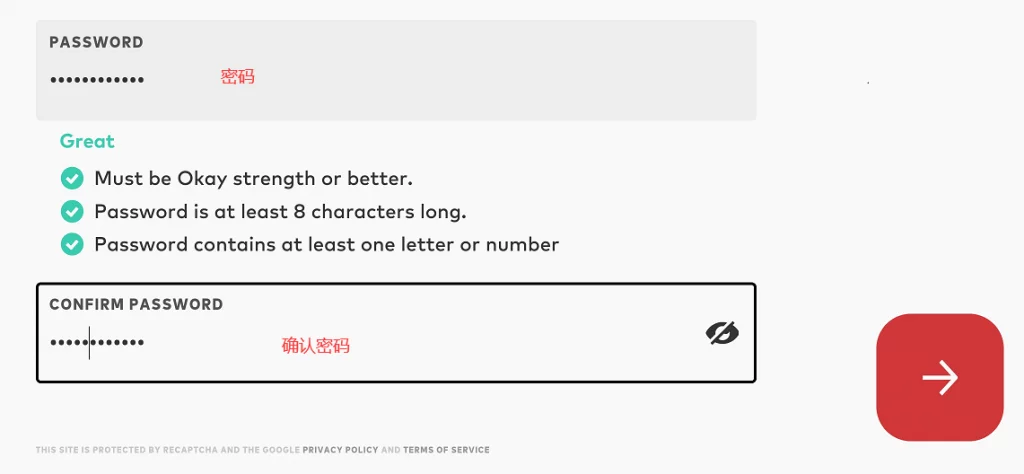 PASSWORD
•••••••••••• 密码
Great
Must be Okay strength or better.
Password is at least 8 characters long.
Password contains at least one letter or number
CONFIRM PASSWORD
•••••••••••• 确认密码
THIS SITE IS PROTECTED BY RECAPTCHA AND THE GOOGLE PRIVACY POLICY AND TERMS OF SERVICE